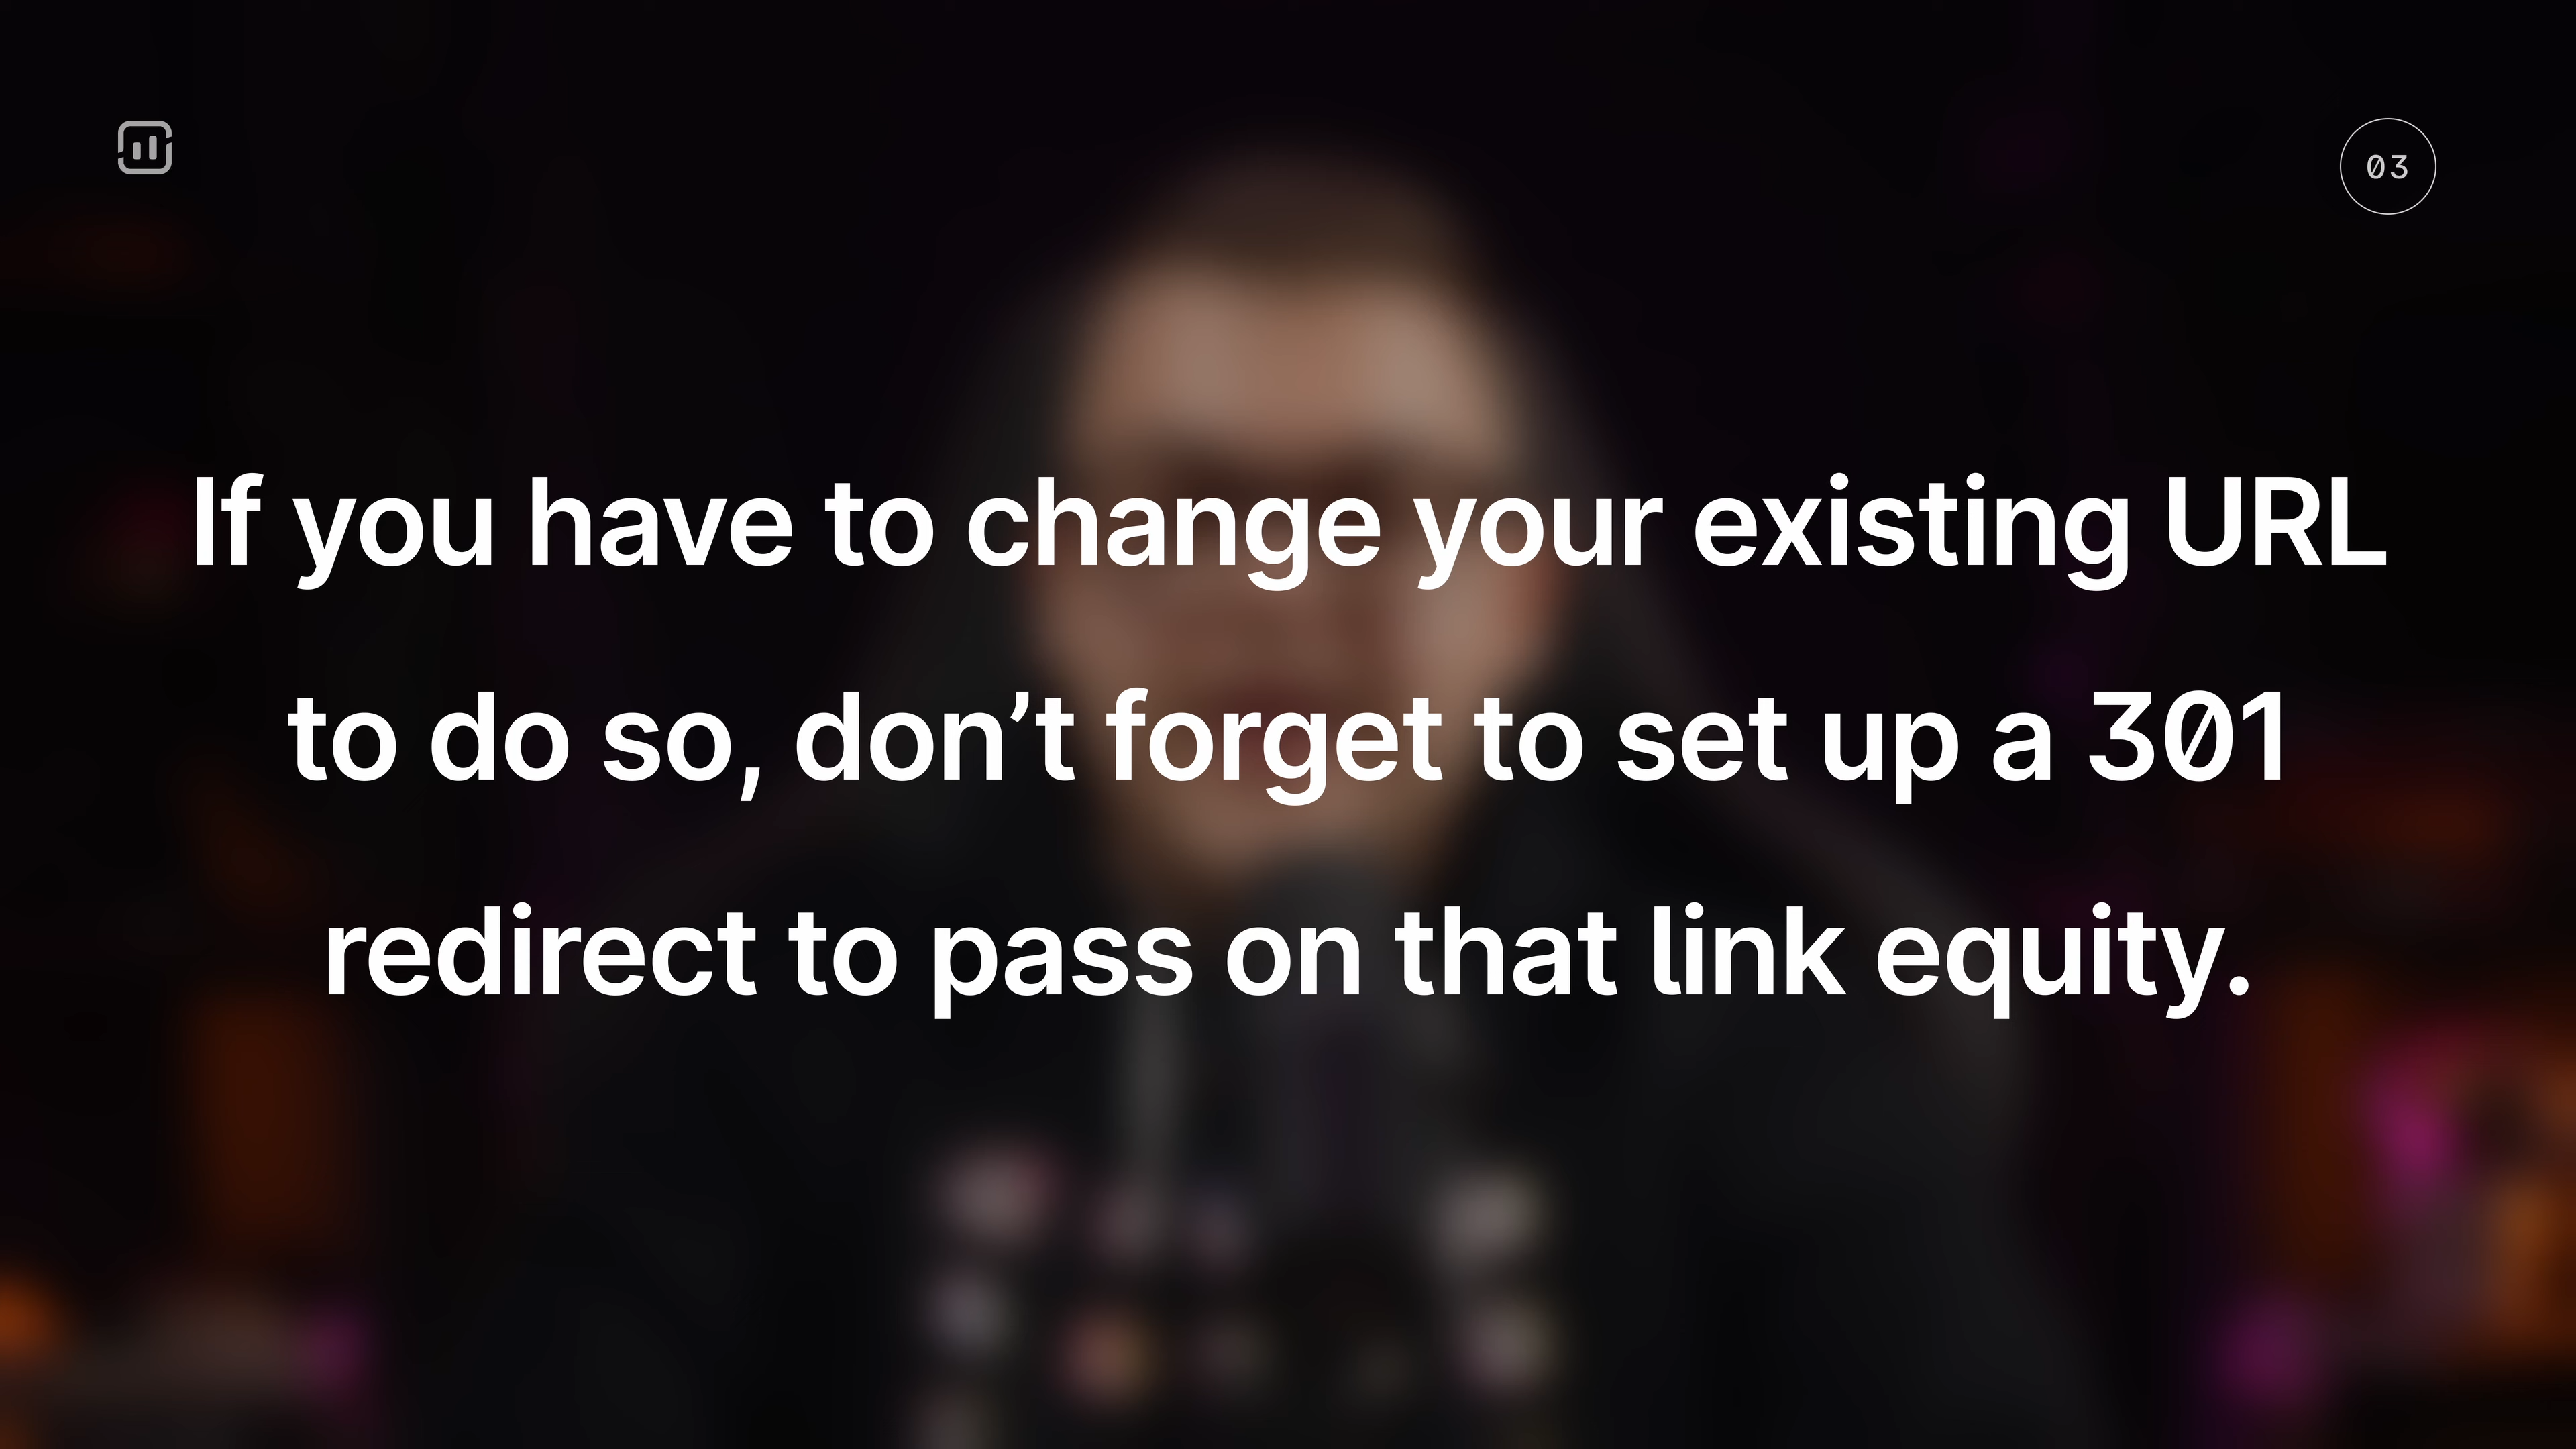 03
If you have to change your existing URL
to do so, don’t forget to set up a 301
redirect to pass on that link equity.